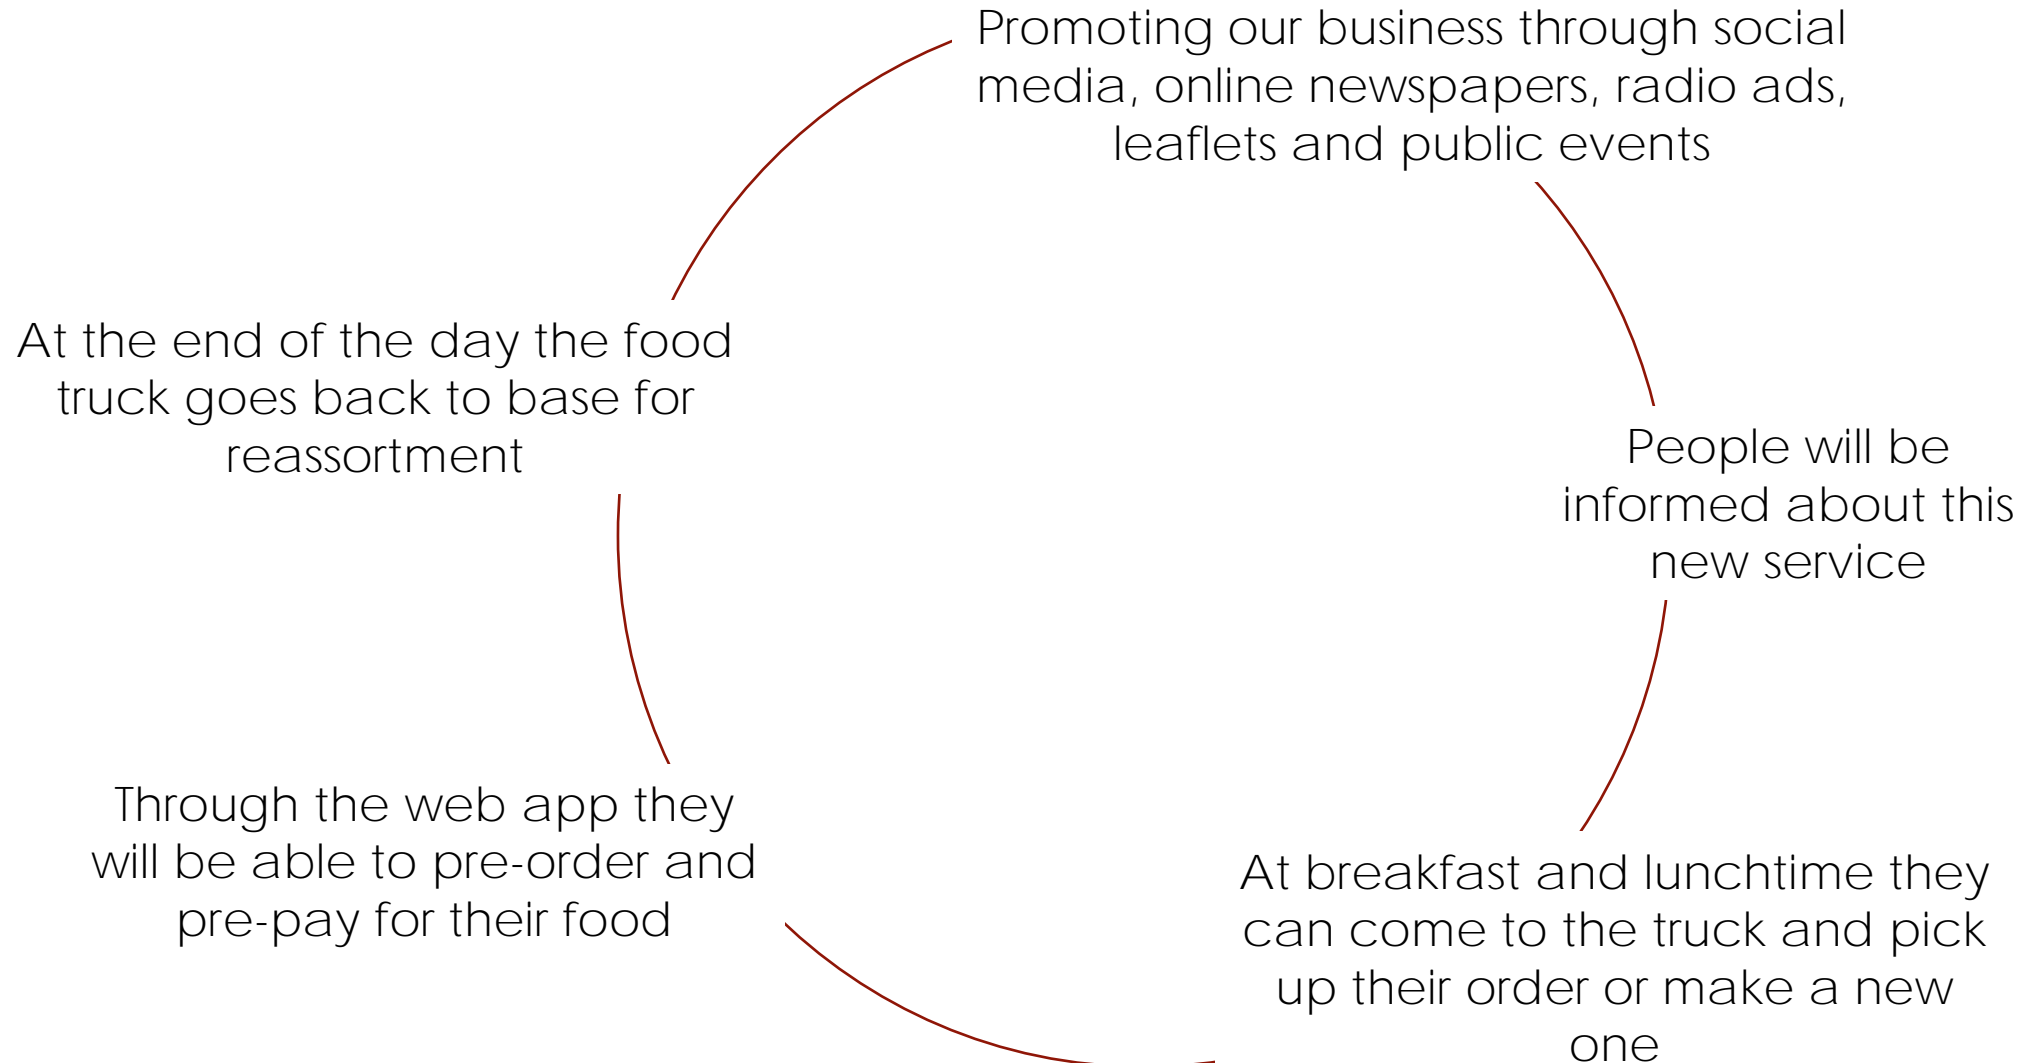 Promoting our business through social
media, online newspapers, radio ads,
leaflets and public events
People will be
informed about this
new service
At breakfast and lunchtime they
can come to the truck and pick
up their order or make a new
one
Through the web app they
will be able to pre-order and
pre-pay for their food
At the end of the day the food
truck goes back to base for
reassortment